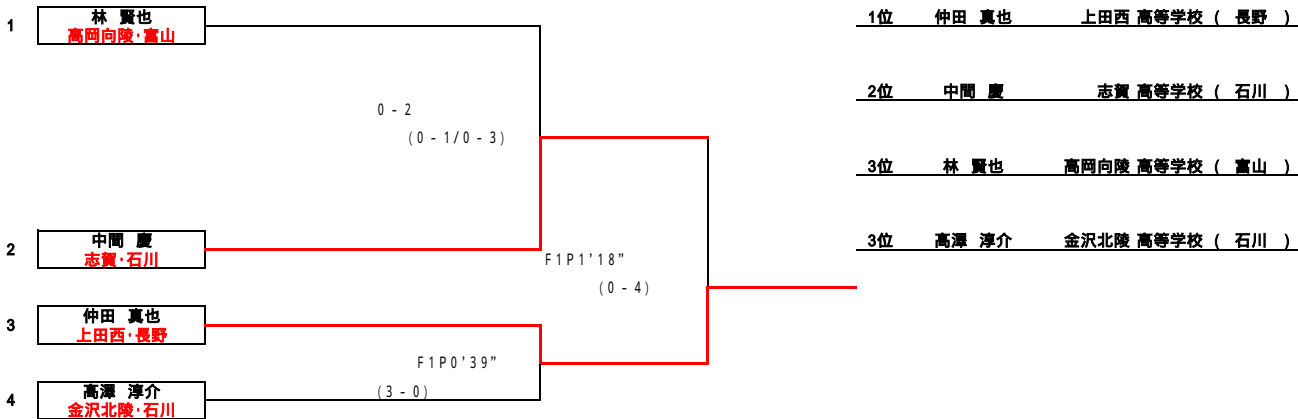 1
林 賢也
高岡向陵・富山
0 - 2
(0 - 1/0 - 3)
2
中間 慶
志賀・石川
F1P1'18"
(0 - 4)
3
仲田 真也
上田西・長野
F1P0'39"
(3 - 0)
4
高澤 淳介
金沢北陵・石川
1位 仲田 真也 上田西 高等学校 ( 長野 )
2位 中間 慶 志賀 高等学校 ( 石川 )
3位 林 賢也 高岡向陵 高等学校 ( 富山 )
3位 高澤 淳介 金沢北陵 高等学校 ( 石川 )